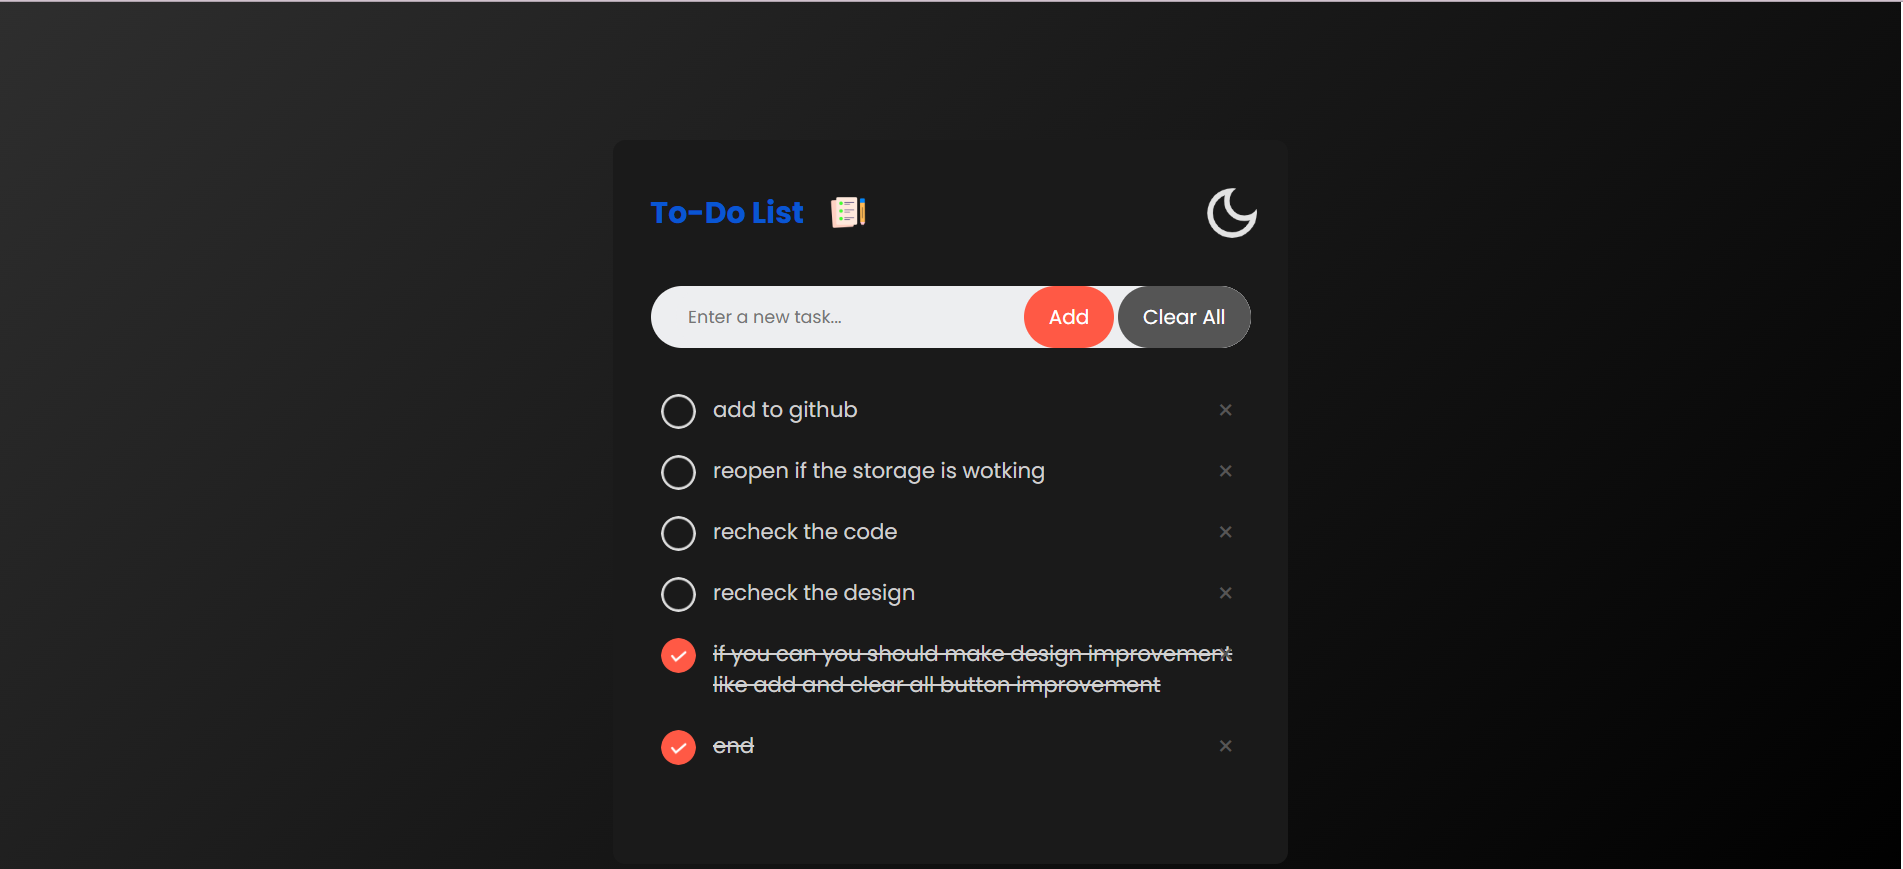 To-Do List
Enter a new task...
Add
Clear All
add to github
×
reopen if the storage is wotking
×
recheck the code
×
recheck the design
×
if you can you should make design improvement
×
like add and clear all button improvement
end
×